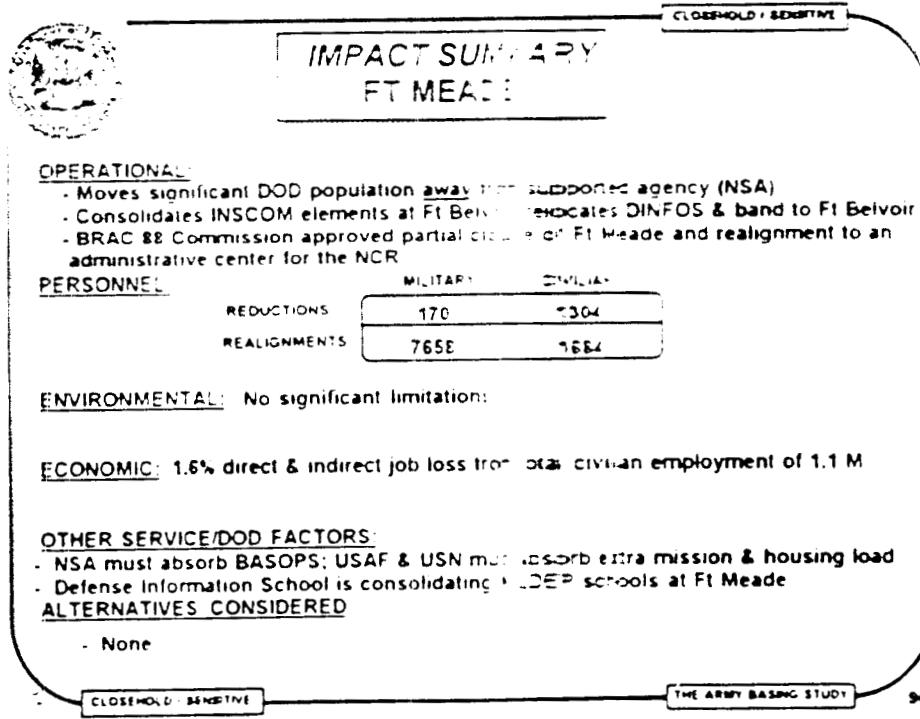 CLOSEHOLD / SENSITIVE
IMPACT SUMMARY
FT MEADE
OPERATIONAL:
- Moves significant DOD population away from supported agency (NSA)
- Consolidates INSCOM elements at Ft Belvoir relocates DINFOS & band to Ft Belvoir
- BRAC 88 Commission approved partial closure of Ft Meade and realignment to an
administrative center for the NCR
PERSONNEL
MILITARY CIVILIAN
REDUCTIONS 170
REALIGNMENTS 7658
ENVIRONMENTAL: No significant limitations
ECONOMIC: 1.6% direct & indirect job loss from total civilian employment of 1.1 M
OTHER SERVICE/DOD FACTORS:
- NSA must absorb BASOPS; USAF & USN must absorb extra mission & housing load
- Defense Information School is consolidating schools at Ft Meade
ALTERNATIVES CONSIDERED
- None
CLOSEHOLD / SENSITIVE
THE ARMY BASING STUDY